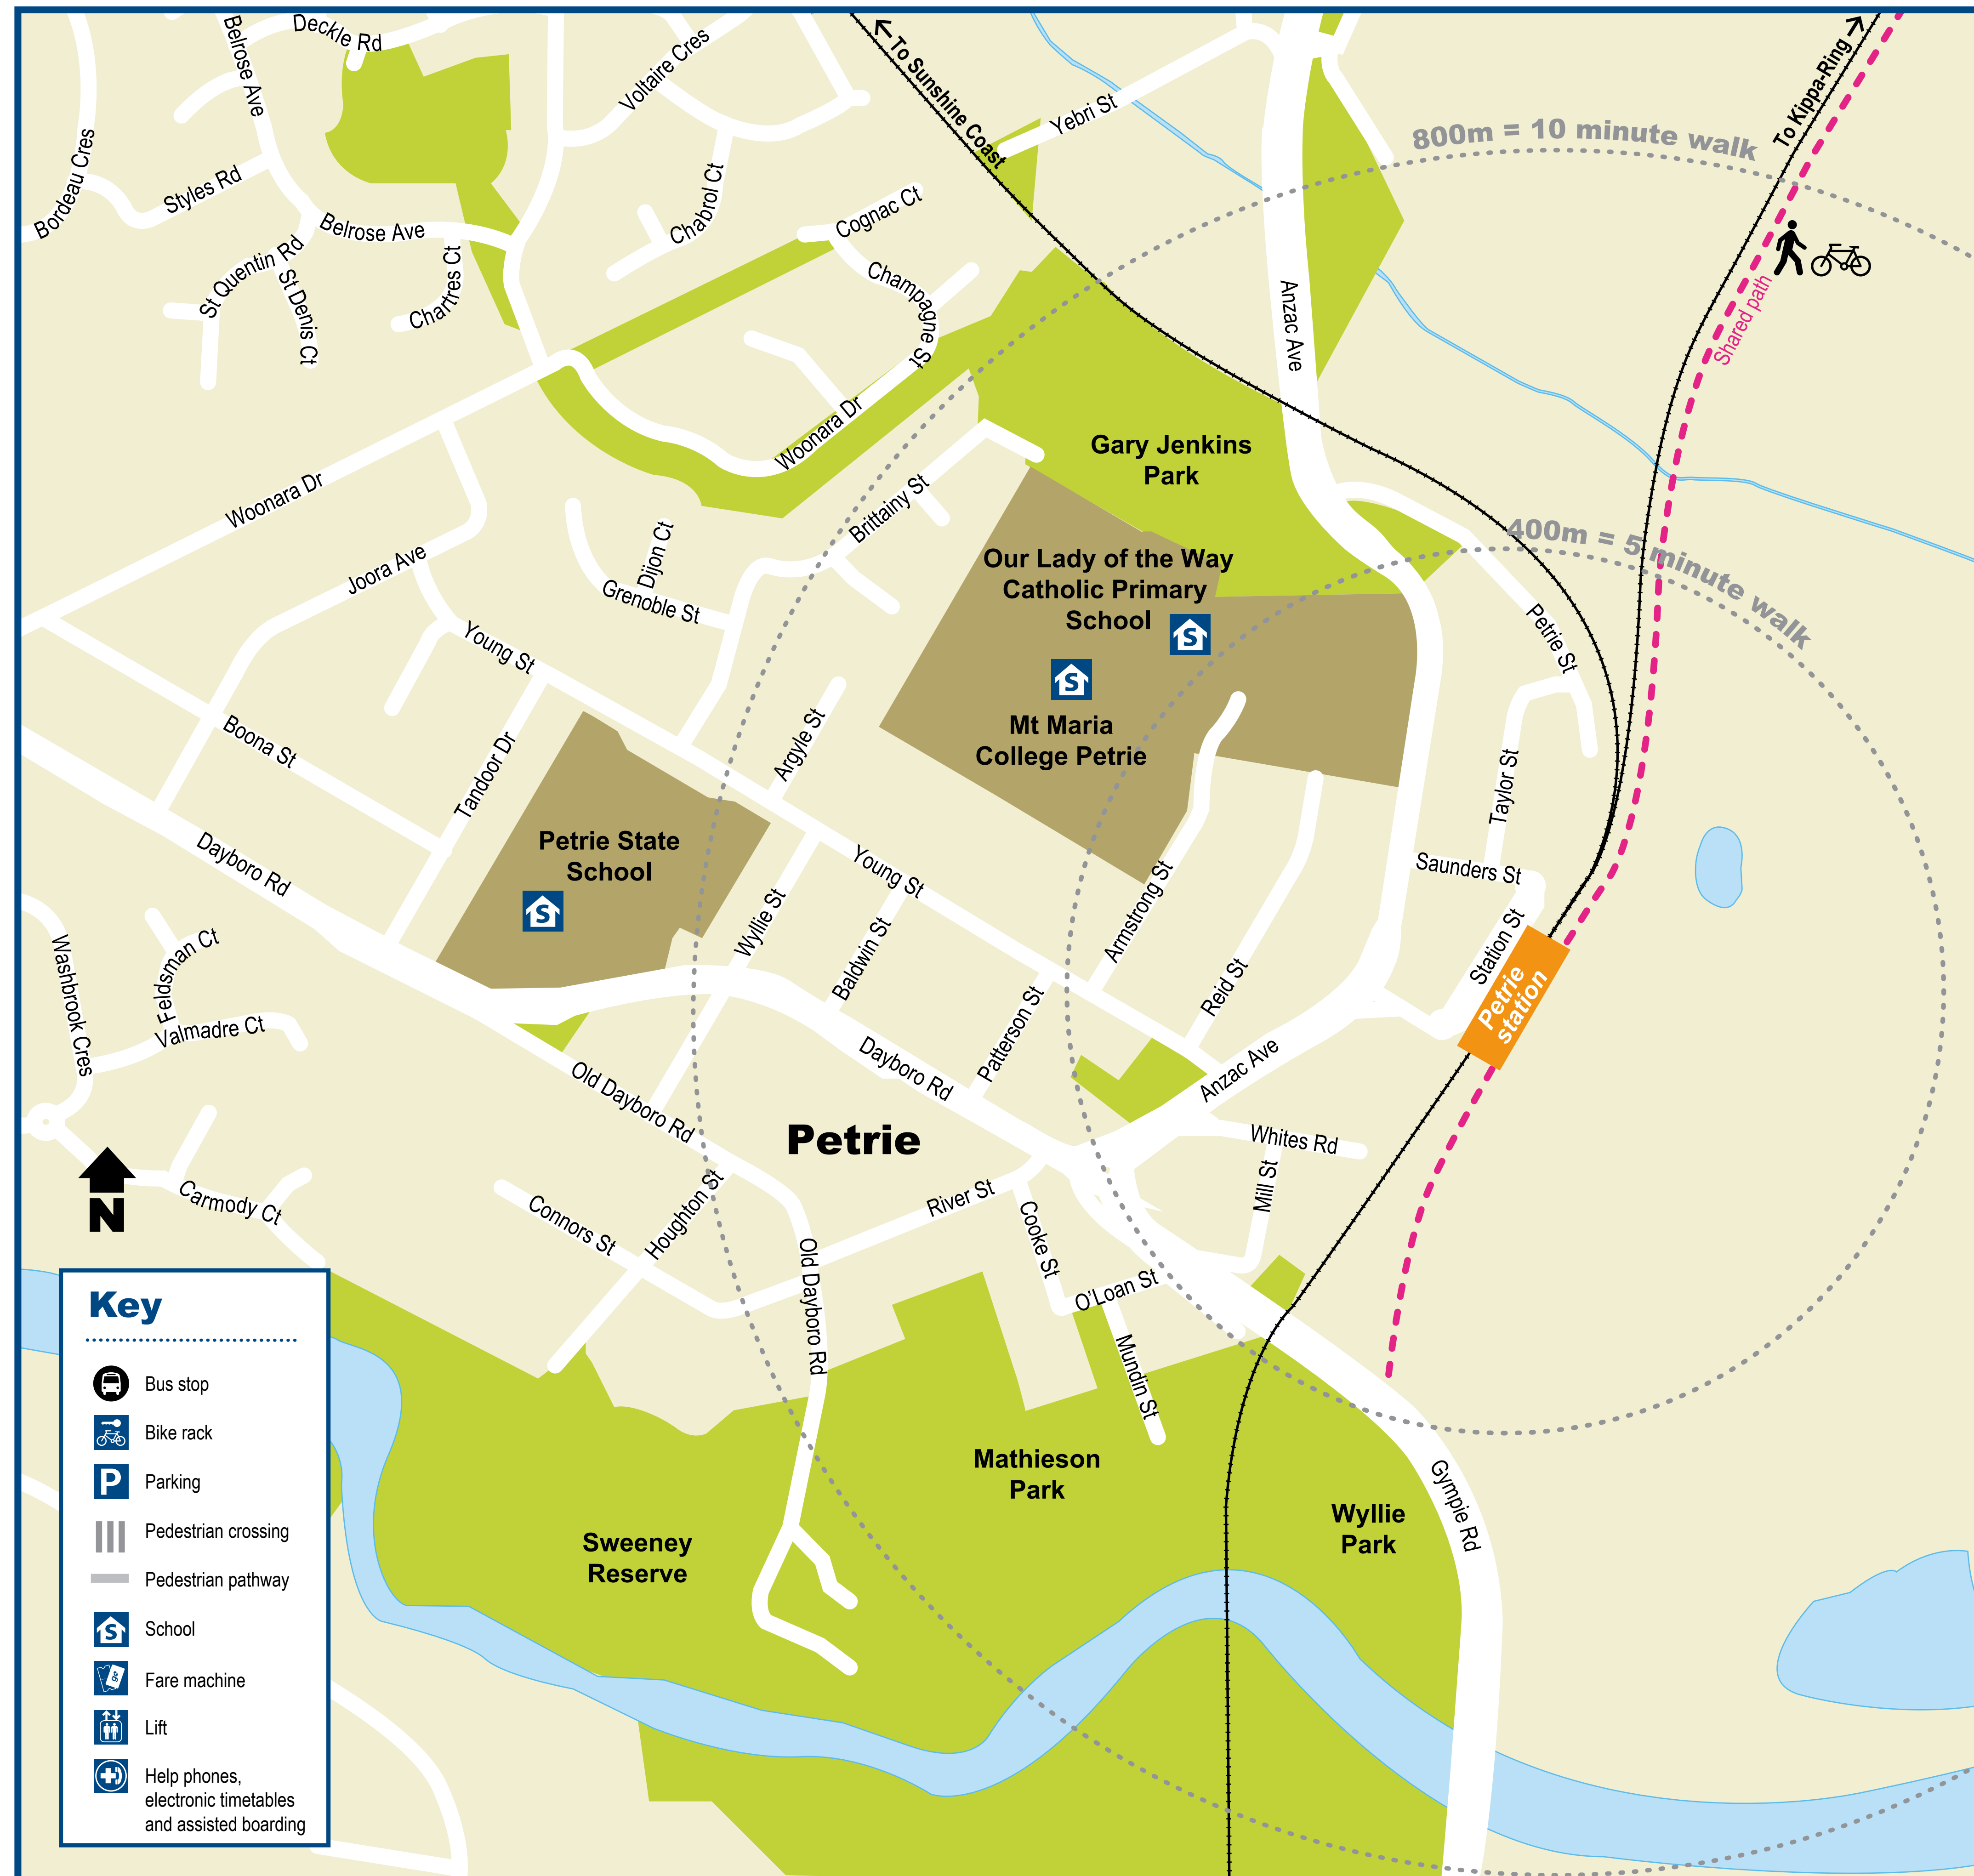 Deckle Rd
Belrose Ave
Voltaire Cres
To Sunshine Coast
To Kippa-Ring
Yebri St
800m = 10 minute walk
Bordeau Cres
Styles Rd
Chabrol Ct
Cognac Ct
Belrose Ave
St Quentin Rd
St Denis Ct
Chartres Ct
Champagne St
Anzac Ave
Shared path
Woonara Dr
Gary Jenkins
Park
Woonara Dr
Brittainy St
Dijon Ct
Grenoble St
Joora Ave
Our Lady of the Way
Catholic Primary
School
S
400m = 5 minute walk
Petrie St
Young St
S
Mt Maria
College Petrie
Argyle St
Boona St
Tandoor Dr
Taylor St
Petrie State
School
S
Dayboro Rd
Young St
Saunders St
Armstrong St
Wyllie St
Baldwin St
Station St
Petrie
station
Washbrook Cres
Feldsman Ct
Valmadre Ct
Reid St
Patterson St
Dayboro Rd
Old Dayboro Rd
Anzac Ave
Petrie
Whites Rd
Mill St
N
Carmody Ct
Connors St
Houghton St
River St
Cooke St
Old Dayboro Rd
O'Loan St
Mundin St
Mathieson
Park
Wyllie
Park
Gympie Rd
Sweeney
Reserve
Key
Bus stop
Bike rack
P
Parking
Pedestrian crossing
Pedestrian pathway
S
School
go
Fare machine
Lift
Help phones,
electronic timetables
and assisted boarding